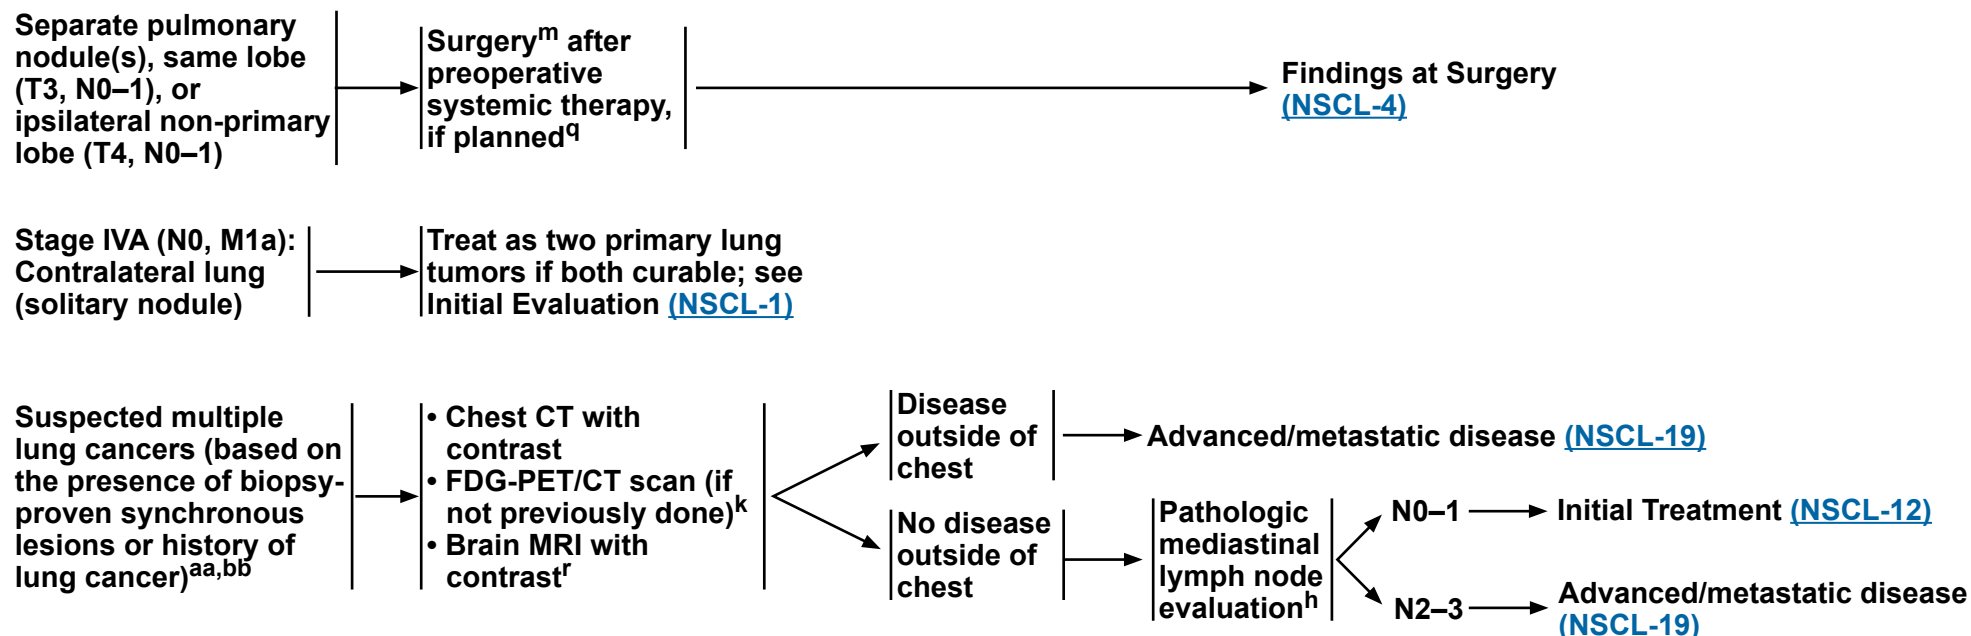 Separate pulmonary
nodule(s), same lobe
(T3, N0–1), or
ipsilateral non-primary
lobe (T4, N0–1)
Surgerym after
preoperative
systemic therapy,
if plannedq
Findings at Surgery
(NSCL-4)
Stage IVA (N0, M1a):
Contralateral lung
(solitary nodule)
Treat as two primary lung
tumors if both curable; see
Initial Evaluation (NSCL-1)
Suspected multiple
lung cancers (based on
the presence of biopsy-
proven synchronous
lesions or history of
lung cancer)aa,bb
• Chest CT with
contrast
• FDG-PET/CT scan (if
not previously done)k
• Brain MRI with
contrastr
Disease
outside of
chest
Advanced/metastatic disease (NSCL-19)
No disease
outside of
chest
Pathologic
mediastinal
lymph node
evaluationh
N0–1
Initial Treatment (NSCL-12)
N2–3
Advanced/metastatic disease
(NSCL-19)